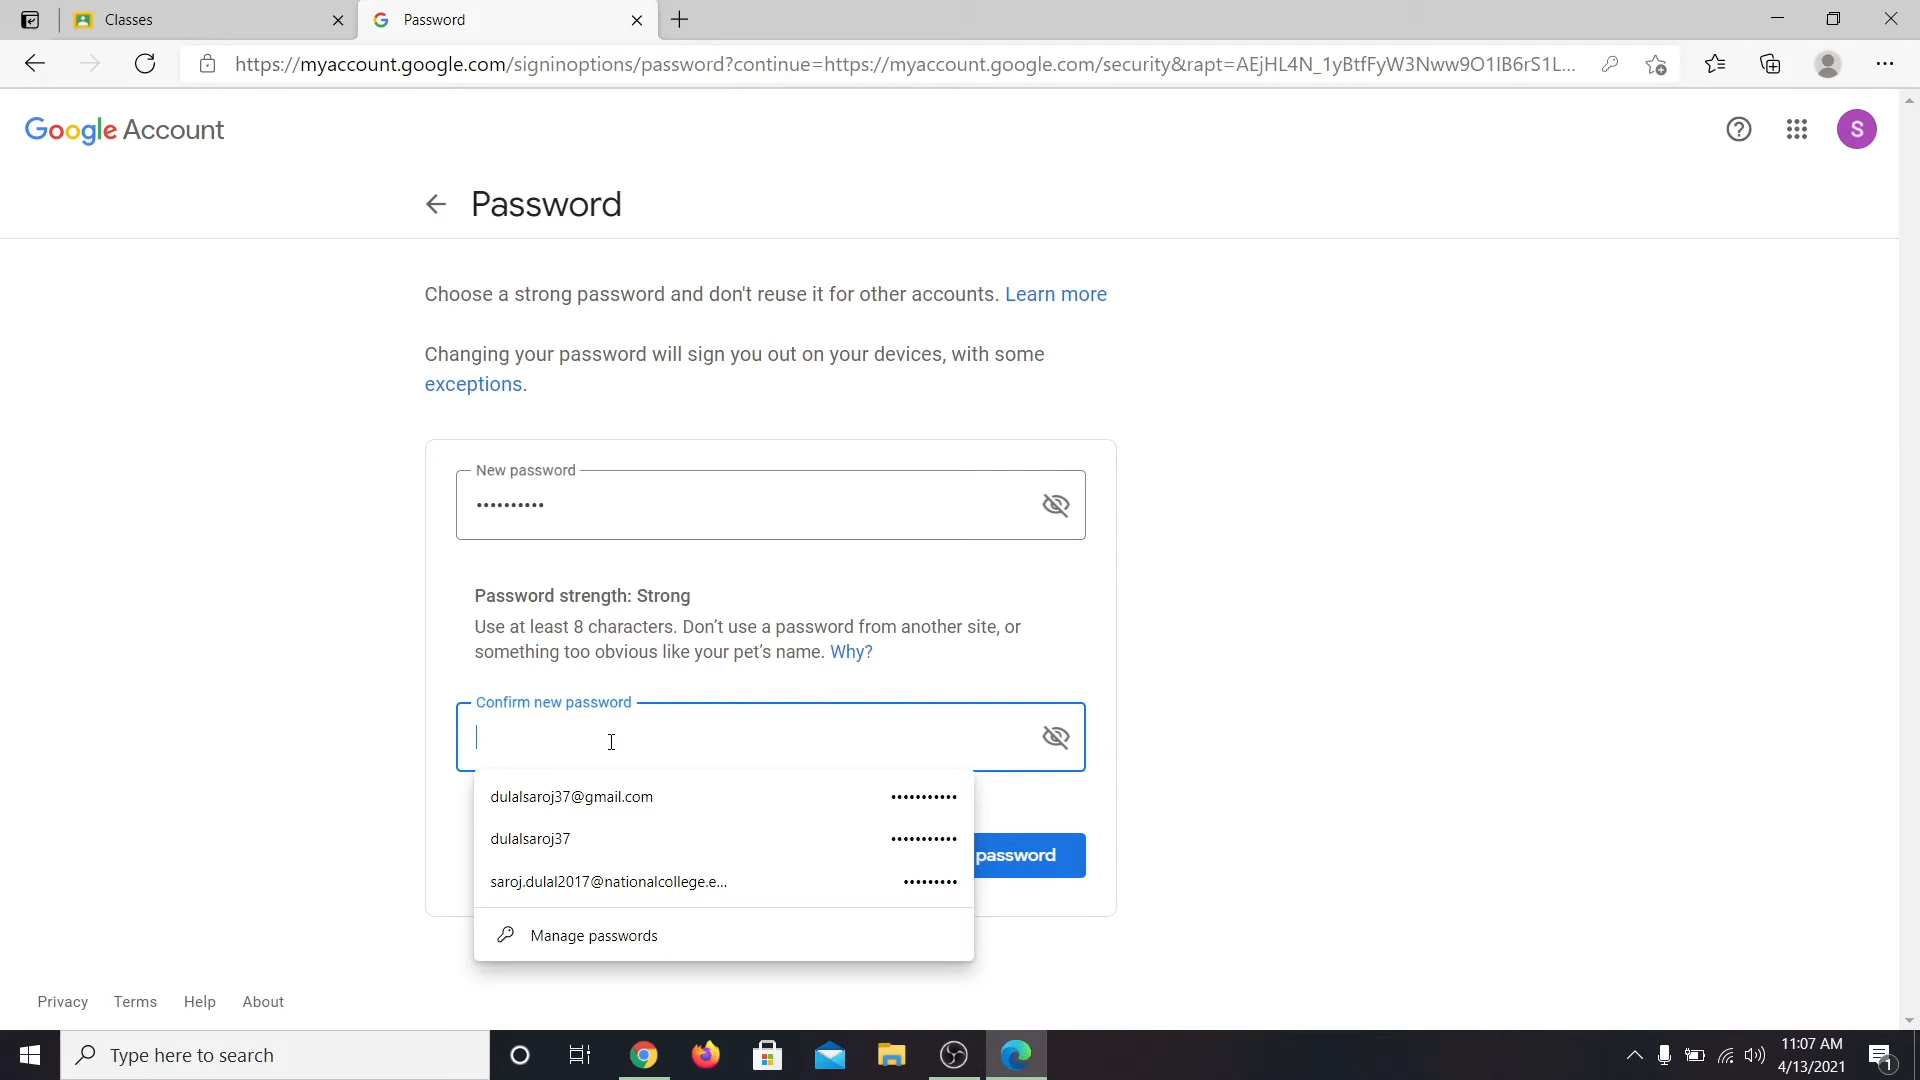 Classes
Password
https://myaccount.google.com/signinoptions/password?continue=https://myaccount.google.com/security&rapt=AEjHL4N_1yBtfFyW3Nww9O1IB6rS1L...
Google Account
S
Password
Choose a strong password and don't reuse it for other accounts. Learn more
Changing your password will sign you out on your devices, with some
exceptions.
New password
••••••••••
Password strength: Strong
Use at least 8 characters. Don't use a password from another site, or
something too obvious like your pet's name. Why?
Confirm new password
dulalsaroj37@gmail.com •••••••••••
dulalsaroj37 •••••••••••
password
saroj.dulal2017@nationalcollege.e... •••••••••
Manage passwords
Privacy Terms Help About
Type here to search
11:07 AM
4/13/2021
1